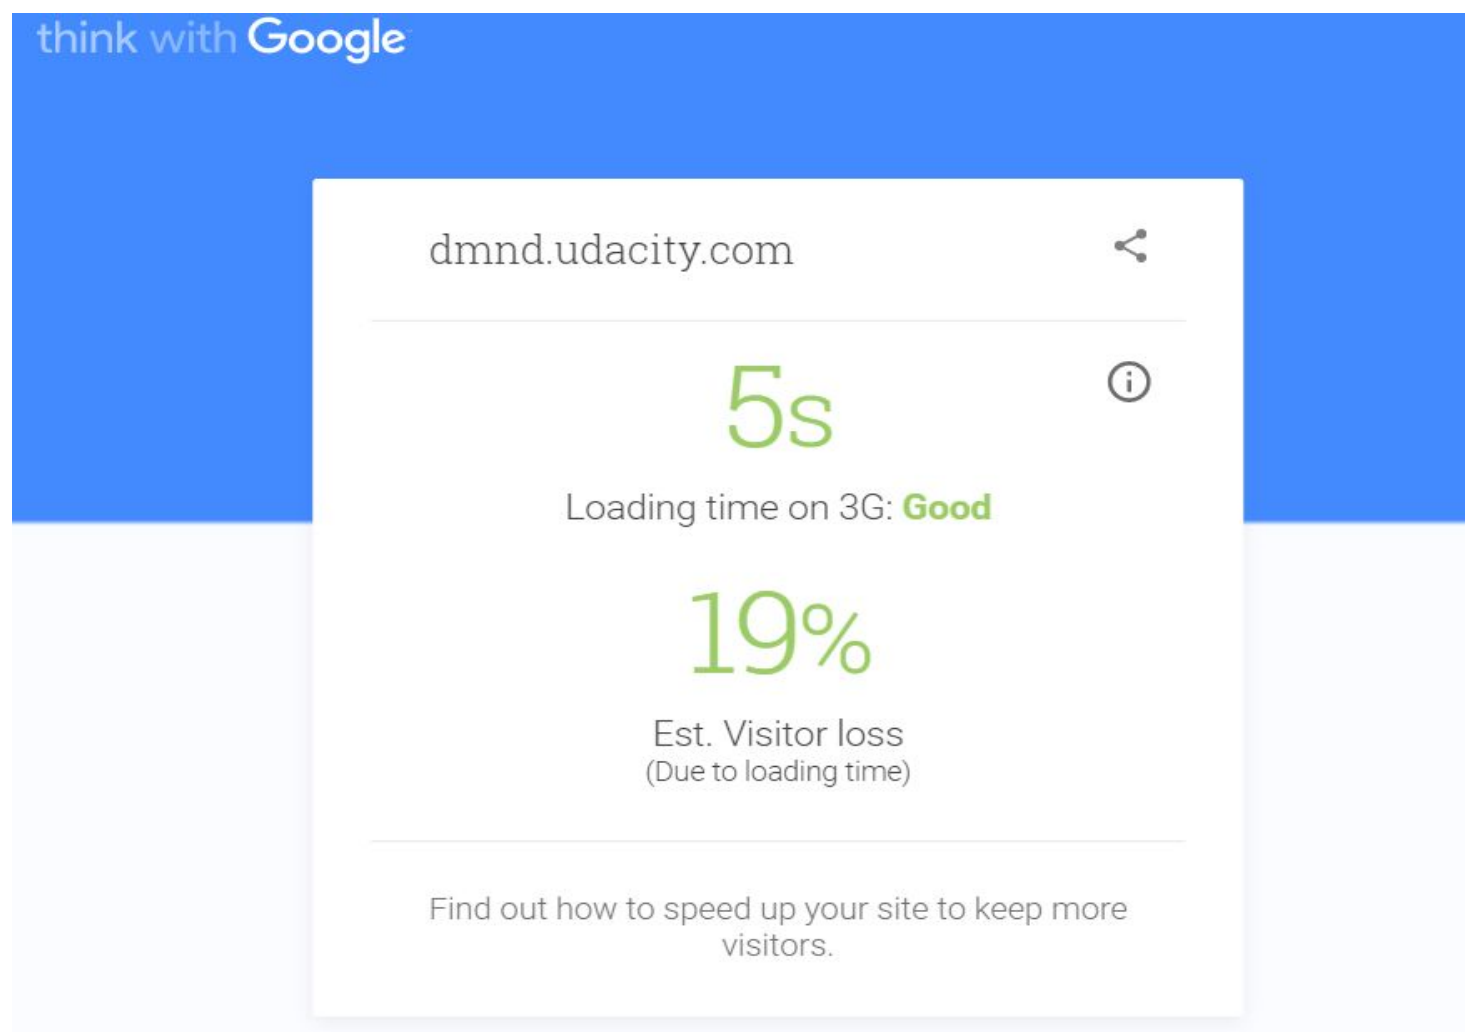 think with Google
dmnd.udacity.com
5s
Loading time on 3G: Good
19%
Est. Visitor loss
(Due to loading time)
Find out how to speed up your site to keep more
visitors.